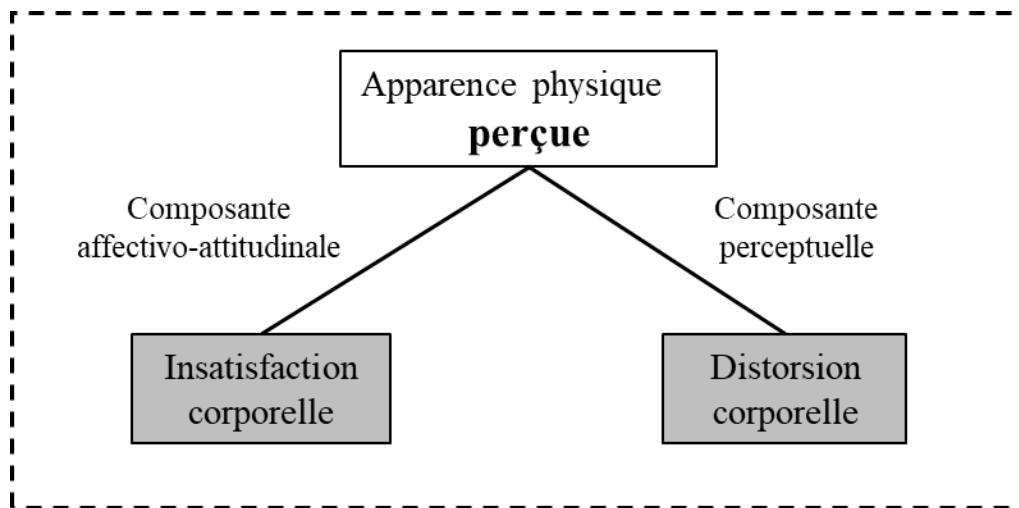 Apparence physique
perçue
Composante
affectivo-attitudinale
Composante
perceptuelle
Insatisfaction
corporelle
Distorsion
corporelle